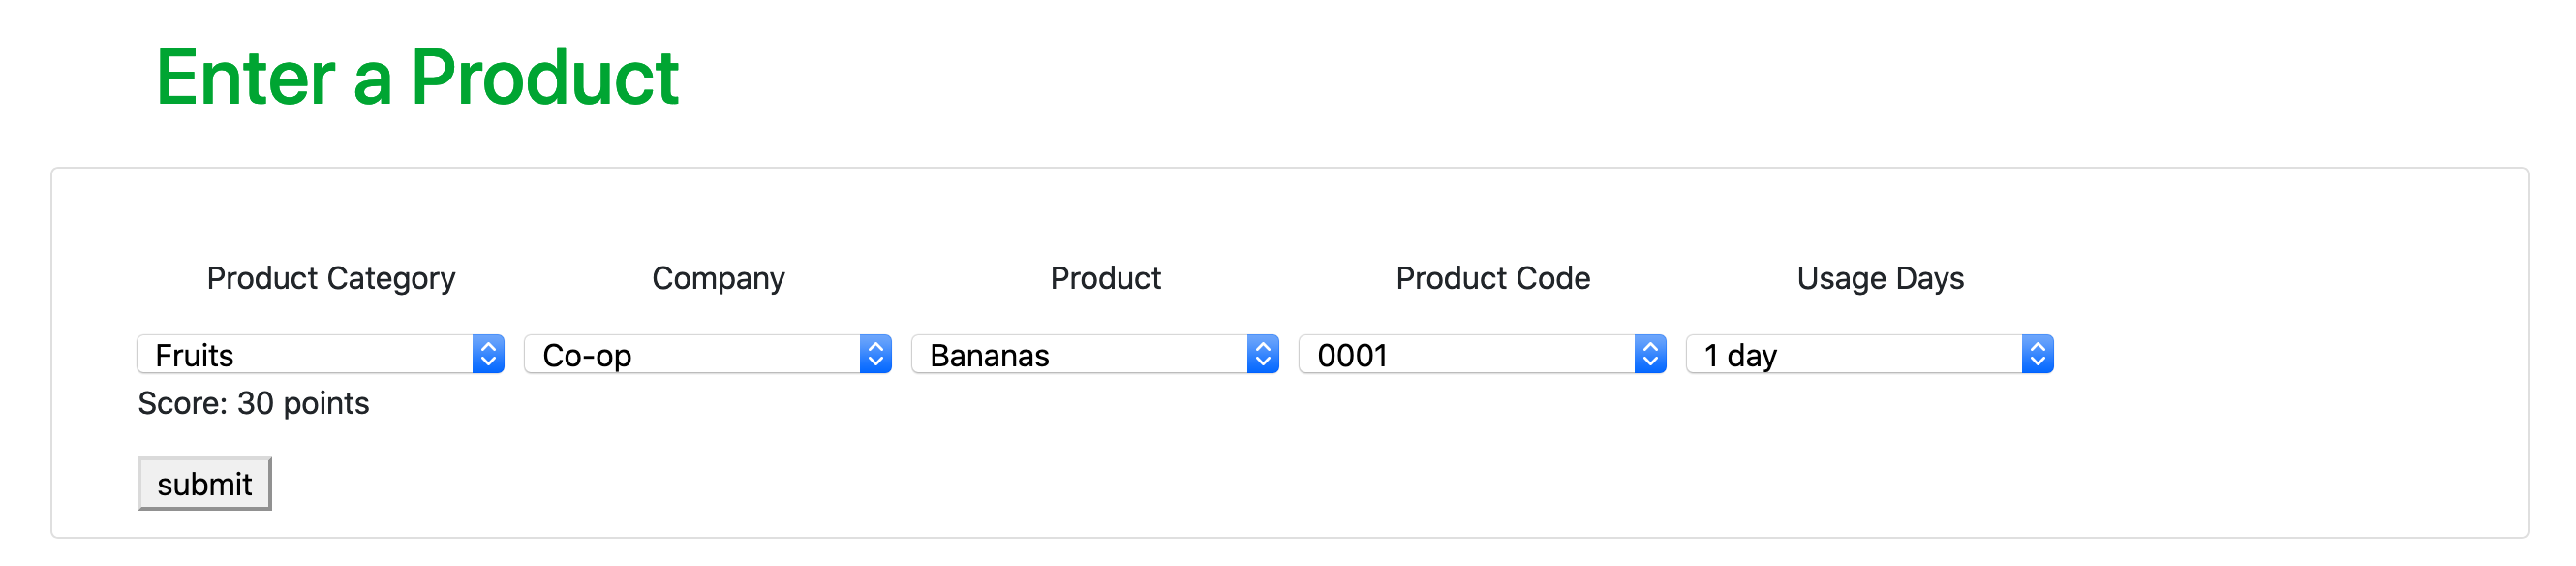 Enter a Product
Product Category Company Product Product Code Usage Days
Fruits Co-op Bananas 0001 1 day
Score: 30 points
submit